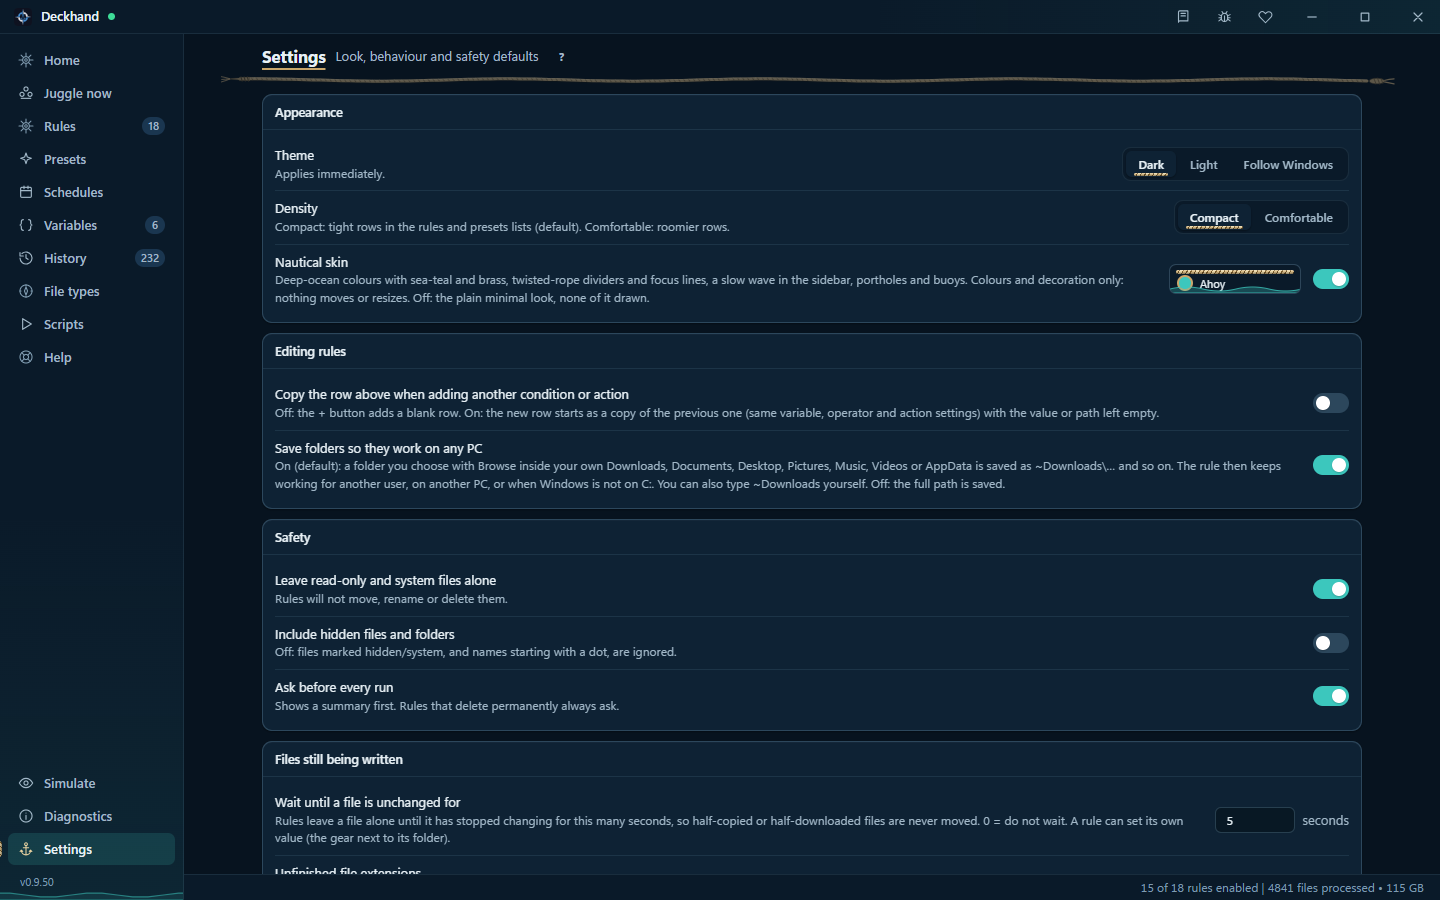 Deckhand
Home
Juggle now
Rules 18
Presets
Schedules
Variables 6
History 232
File types
Scripts
Help
Simulate
Diagnostics
Settings
v0.9.50
Settings Look, behaviour and safety defaults ?
Appearance
Theme
Applies immediately.
Dark Light Follow Windows
Density
Compact: tight rows in the rules and presets lists (default). Comfortable: roomier rows.
Compact Comfortable
Nautical skin
Deep-ocean colours with sea-teal and brass, twisted-rope dividers and focus lines, a slow wave in the sidebar, portholes and buoys. Colours and decoration only:
nothing moves or resizes. Off: the plain minimal look, none of it drawn.
Ahoy
Editing rules
Copy the row above when adding another condition or action
Off: the + button adds a blank row. On: the new row starts as a copy of the previous one (same variable, operator and action settings) with the value or path left empty.
Save folders so they work on any PC
On (default): a folder you choose with Browse inside your own Downloads, Documents, Desktop, Pictures, Music, Videos or AppData is saved as ~Downloads\... and so on. The rule then keeps
working for another user, on another PC, or when Windows is not on C:. You can also type ~Downloads yourself. Off: the full path is saved.
Safety
Leave read-only and system files alone
Rules will not move, rename or delete them.
Include hidden files and folders
Off: files marked hidden/system, and names starting with a dot, are ignored.
Ask before every run
Shows a summary first. Rules that delete permanently always ask.
Files still being written
Wait until a file is unchanged for
Rules leave a file alone until it has stopped changing for this many seconds, so half-copied or half-downloaded files are never moved. 0 = do not wait. A rule can set its own
value (the gear next to its folder).
5 seconds
Unfinished file extensions
15 of 18 rules enabled | 4841 files processed • 115 GB